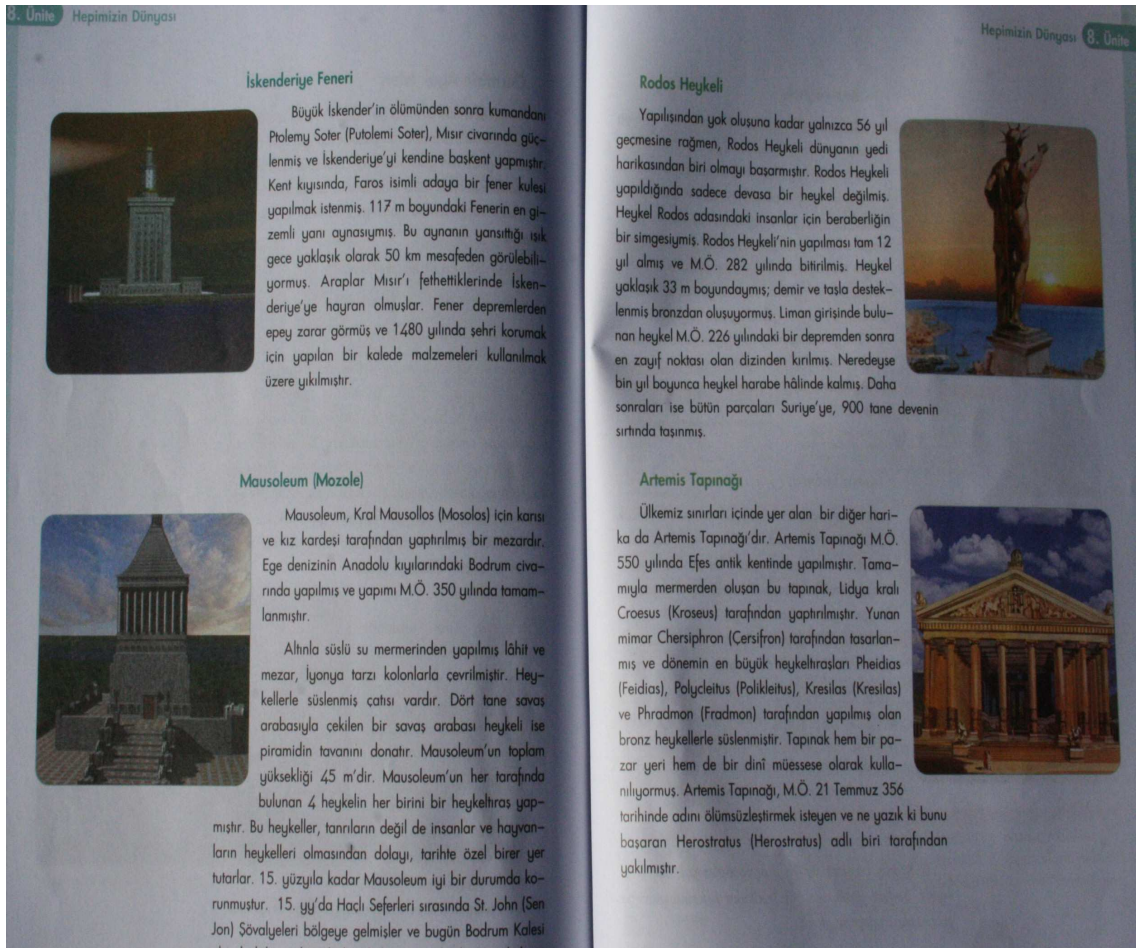 8. Ünite Hepimizin Dünyası
İskenderiye Feneri
Büyük İskender'in ölümünden sonra kumandanı
Ptolemy Soter (Putolemi Soter), Mısır civarında güç-
lenmiş ve İskenderiye'yi kendine başkent yapmıştır.
Kent kıyısında, Faros isimli adaya bir fener kulesi
yapılmak istenmiş. 117 m boyundaki Fenerin en gi-
zemli yanı aynasıymış. Bu aynanın yansıttığı ışık
gece yaklaşık olarak 50 km mesafeden görülebili-
yormuş. Araplar Mısır'ı fethettiklerinde İsken-
deriye'ye hayran olmuşlar. Fener depremlerden
epey zarar görmüş ve 1480 yılında şehri korumak
için yapılan bir kalede malzemeleri kullanılmak
üzere yıkılmıştır.
Mausoleum (Mozole)
Mausoleum, Kral Mausollos (Mosolos) için karısı
ve kız kardeşi tarafından yaptırılmış bir mezardır.
Ege denizinin Anadolu kıyılarındaki Bodrum civa-
rında yapılmış ve yapımı M.Ö. 350 yılında tamam-
lanmıştır.
Altınla süslü su mermerinden yapılmış lâhit ve
mezar, İyonya tarzı kolonlarla çevrilmiştir. Hey-
kellerle süslenmiş çatısı vardır. Dört tane savaş
arabasıyla çekilen bir savaş arabası heykeli ise
piramidin tavanını donatır. Mausoleum'un toplam
yüksekliği 45 m'dir. Mausoleum'un her tarafında
bulunan 4 heykelin her birini bir heykeltıraş yap-
mıştır. Bu heykeller, tanrıların değil de insanlar ve hayvan-
ların heykelleri olmasından dolayı, tarihte özel birer yer
tutarlar. 15. yüzyıla kadar Mausoleum iyi bir durumda ko-
runmuştur. 15. yy'da Haçlı Seferleri sırasında St. John (Sen
Jon) Şövalyeleri bölgeye gelmişler ve bugün Bodrum Kalesi
Hepimizin Dünyası 8. Ünite
Rodos Heykeli
Yapılışından yok oluşuna kadar yalnızca 56 yıl
geçmesine rağmen, Rodos Heykeli dünyanın yedi
harikasından biri olmayı başarmıştır. Rodos Heykeli
yapıldığında sadece devasa bir heykel değilmiş.
Heykel Rodos adasındaki insanlar için beraberliğin
bir simgesiymiş. Rodos Heykeli'nin yapılması tam 12
yıl almış ve M.Ö. 282 yılında bitirilmiş. Heykel
yaklaşık 33 m boyundaymış; demir ve taşla destek-
lenmiş bronzdan oluşuyormuş. Liman girişinde bulu-
nan heykel M.Ö. 226 yılındaki bir depremden sonra
en zayıf noktası olan dizinden kırılmış. Neredeyse
bin yıl boyunca heykel harabe hâlinde kalmış. Daha
sonraları ise bütün parçaları Suriye'ye, 900 tane devenin
sırtında taşınmış.
Artemis Tapınağı
Ülkemiz sınırları içinde yer alan bir diğer hari-
ka da Artemis Tapınağı'dır. Artemis Tapınağı M.Ö.
550 yılında Efes antik kentinde yapılmıştır. Tama-
mıyla mermerden oluşan bu tapınak, Lidya kralı
Croesus (Kroseus) tarafından yaptırılmıştır. Yunan
mimar Chersiphron (Çersifron) tarafından tasarlan-
mış ve dönemin en büyük heykeltıraşları Pheidias
(Feidias), Polycleitus (Polikleitus), Kresilas (Kresilas)
ve Phradmon (Fradmon) tarafından yapılmış olan
bronz heykellerle süslenmiştir. Tapınak hem bir pa-
zar yeri hem de bir dinî müessese olarak kulla-
nılıyormuş. Artemis Tapınağı, M.Ö. 21 Temmuz 356
tarihinde adını ölümsüzleştirmek isteyen ve ne yazık ki bunu
başaran Herostratus (Herostratus) adlı biri tarafından
yakılmıştır.